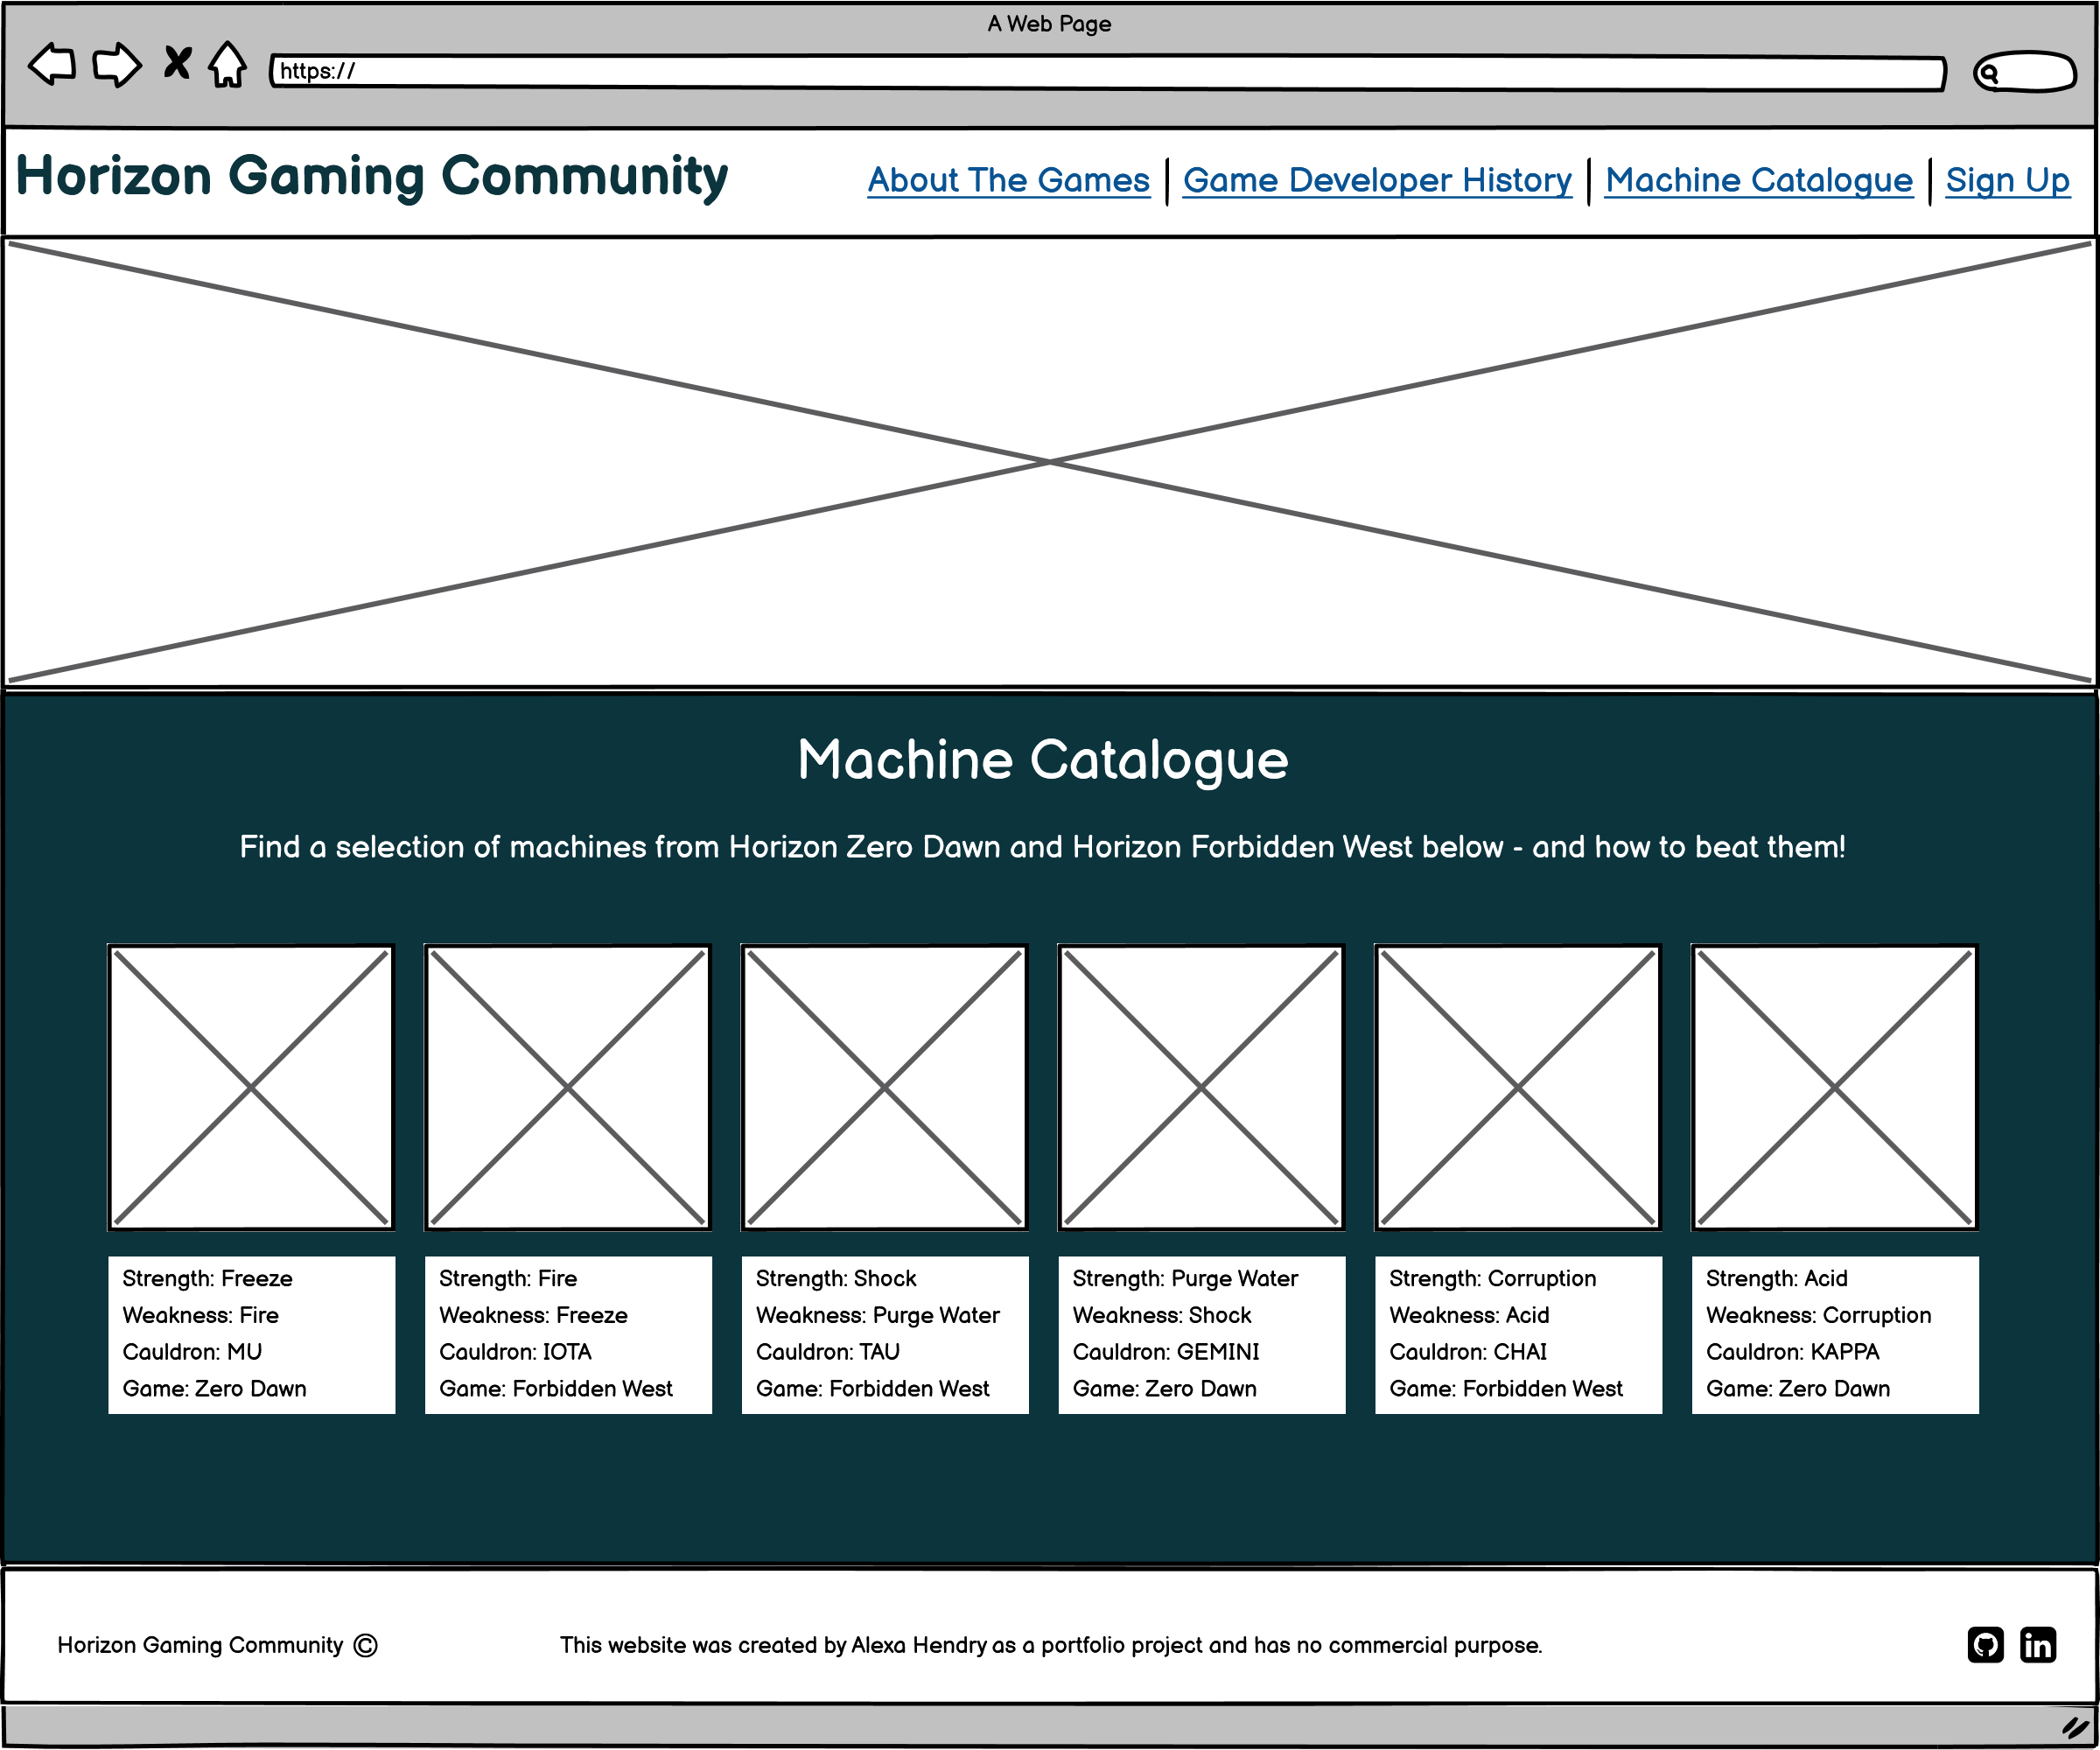 A Web Page
https://
Horizon Gaming Community
About The Games | Game Developer History | Machine Catalogue | Sign Up
Machine Catalogue
Find a selection of machines from Horizon Zero Dawn and Horizon Forbidden West below - and how to beat them!
Strength: Freeze
Weakness: Fire
Cauldron: MU
Game: Zero Dawn
Strength: Fire
Weakness: Freeze
Cauldron: IOTA
Game: Forbidden West
Strength: Shock
Weakness: Purge Water
Cauldron: TAU
Game: Forbidden West
Strength: Purge Water
Weakness: Shock
Cauldron: GEMINI
Game: Zero Dawn
Strength: Corruption
Weakness: Acid
Cauldron: CHAI
Game: Forbidden West
Strength: Acid
Weakness: Corruption
Cauldron: KAPPA
Game: Zero Dawn
Horizon Gaming Community ©
This website was created by Alexa Hendry as a portfolio project and has no commercial purpose.
in